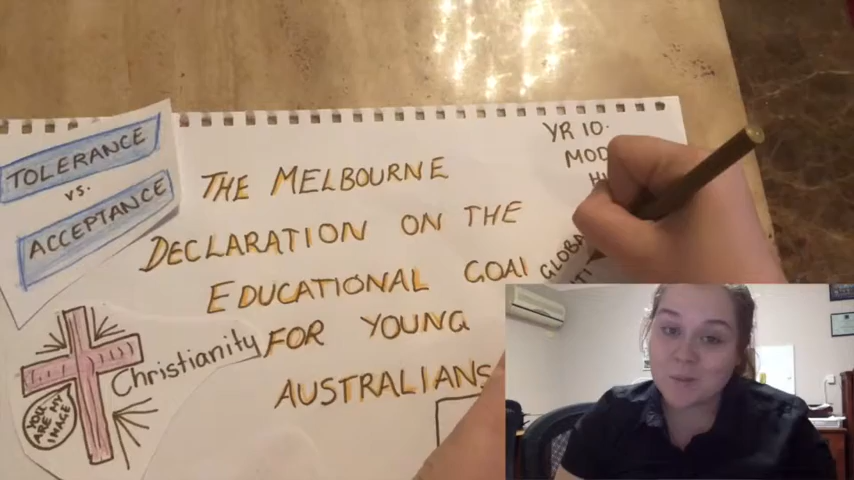 TOLERANCE
VS.
ACCEPTANCE
THE MELBOURNE
DECLARATION ON THE
EDUCATIONAL GOAL
FOR YOUNG
AUSTRALIANS
YR 10.
MOD
HI
GLOBA
Christianity
YOU
ARE MY
IMAGE